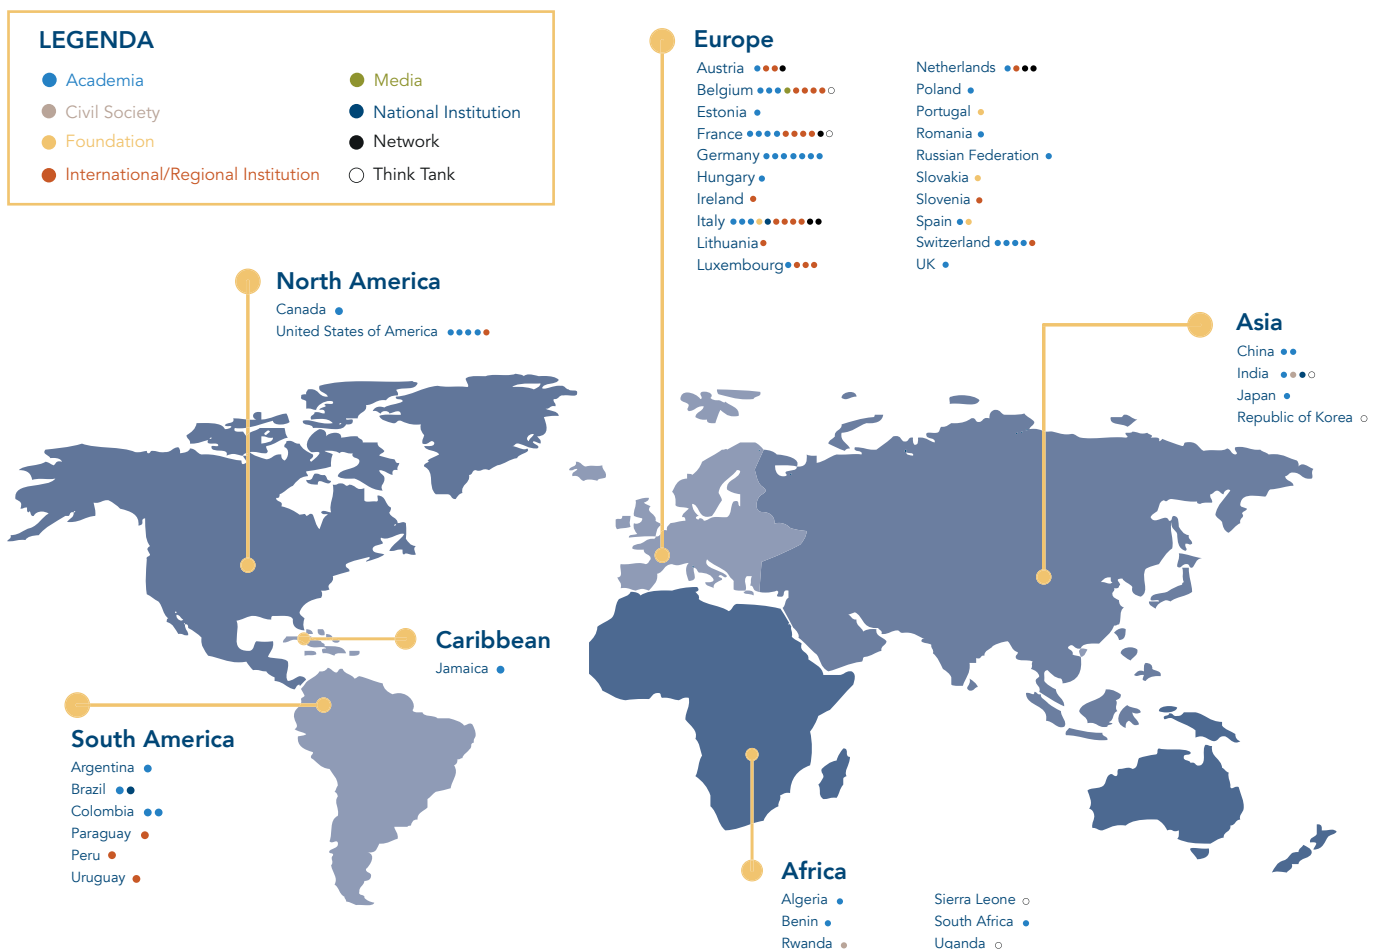 LEGENDA
Academia
Civil Society
Foundation
International/Regional Institution
Media
National Institution
Network
Think Tank
Europe
Austria
Belgium
Estonia
France
Germany
Hungary
Ireland
Italy
Lithuania
Luxembourg
Netherlands
Poland
Portugal
Romania
Russian Federation
Slovakia
Slovenia
Spain
Switzerland
UK
North America
Canada
United States of America
Asia
China
India
Japan
Republic of Korea
Caribbean
Jamaica
South America
Argentina
Brazil
Colombia
Paraguay
Peru
Uruguay
Africa
Algeria
Benin
Rwanda
Sierra Leone
South Africa
Uganda